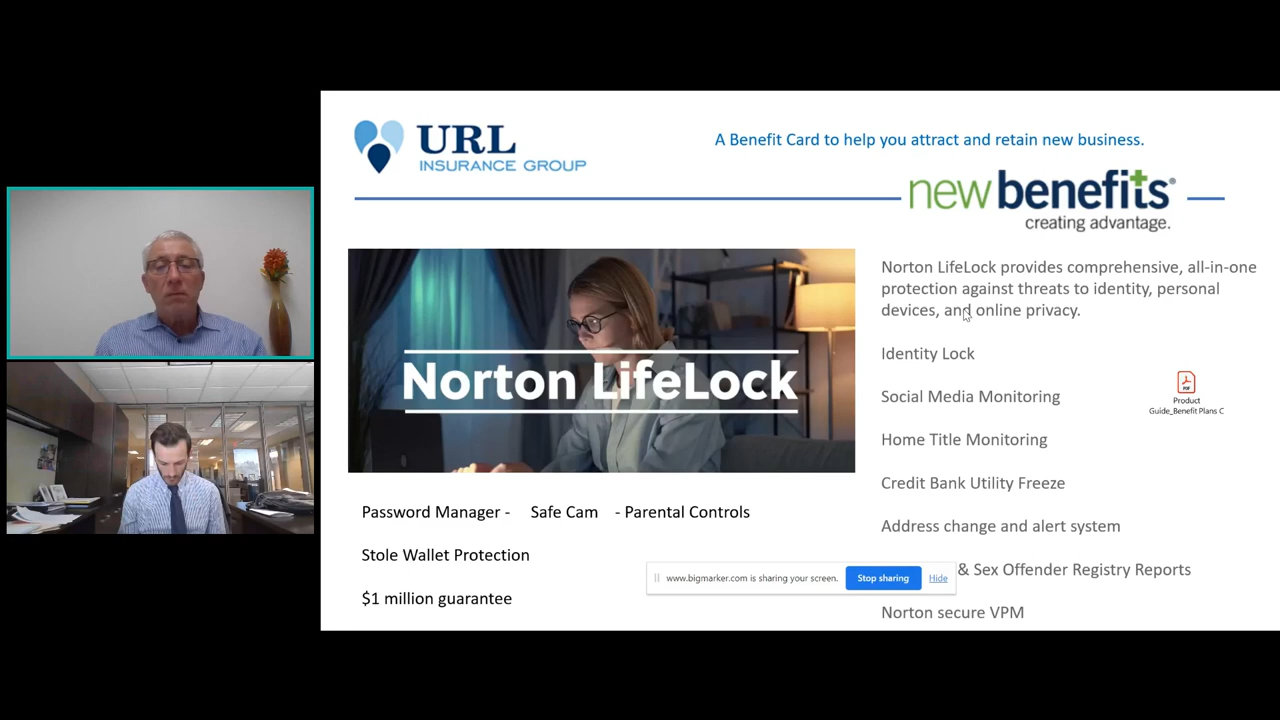 URL
INSURANCE GROUP
A Benefit Card to help you attract and retain new business.
newbenefits®
creating advantage.
Norton LifeLock
Norton LifeLock provides comprehensive, all-in-one
protection against threats to identity, personal
devices, and online privacy.
Identity Lock
Social Media Monitoring
Home Title Monitoring
Credit Bank Utility Freeze
Address change and alert system
& Sex Offender Registry Reports
Norton secure VPM
PDF
Product
Guide_Benefit Plans C
Password Manager - Safe Cam - Parental Controls
Stole Wallet Protection
$1 million guarantee
www.bigmarker.com is sharing your screen. Stop sharing Hide